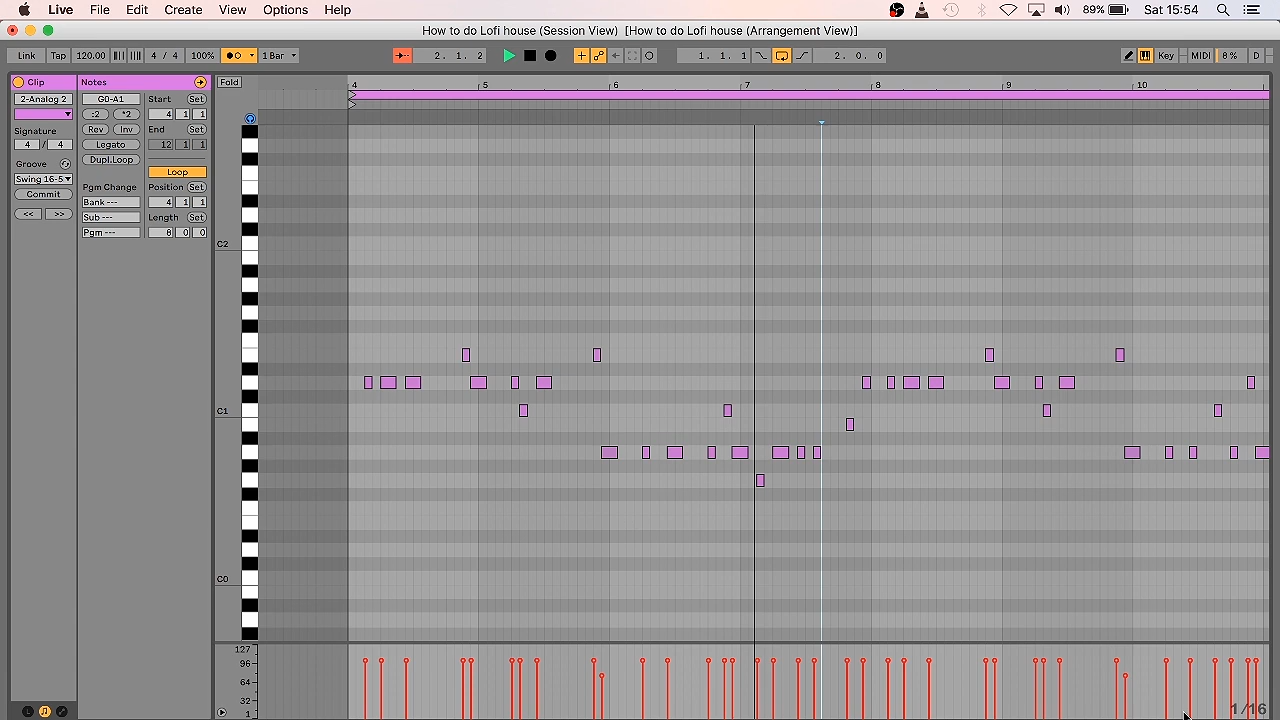 Live File Edit Create View Options Help 89% Sat 15:54
How to do Lofi house (Session View) [How to do Lofi house (Arrangement View)]
Link Tap 120.00 4 / 4 100% 1 Bar 2. 1. 2 1. 1. 1 2. 0. 0 Key MIDI 8 % D
Clip Notes Fold 4 5 6 7 8 9 10
2-Analog 2 G0-A1 Start Set
:2 *2 4 1 1
Signature Rev Inv End Set
4 / 4 Legato 12 1 1
Groove Dupl.Loop
Swing 16-5 Loop
Commit Pgm Change Position Set
Bank --- 4 1 1
<< >> Sub --- Length Set
Pgm --- 8 0 0
C2
C1
C0
127
96
64
32
1
1/16